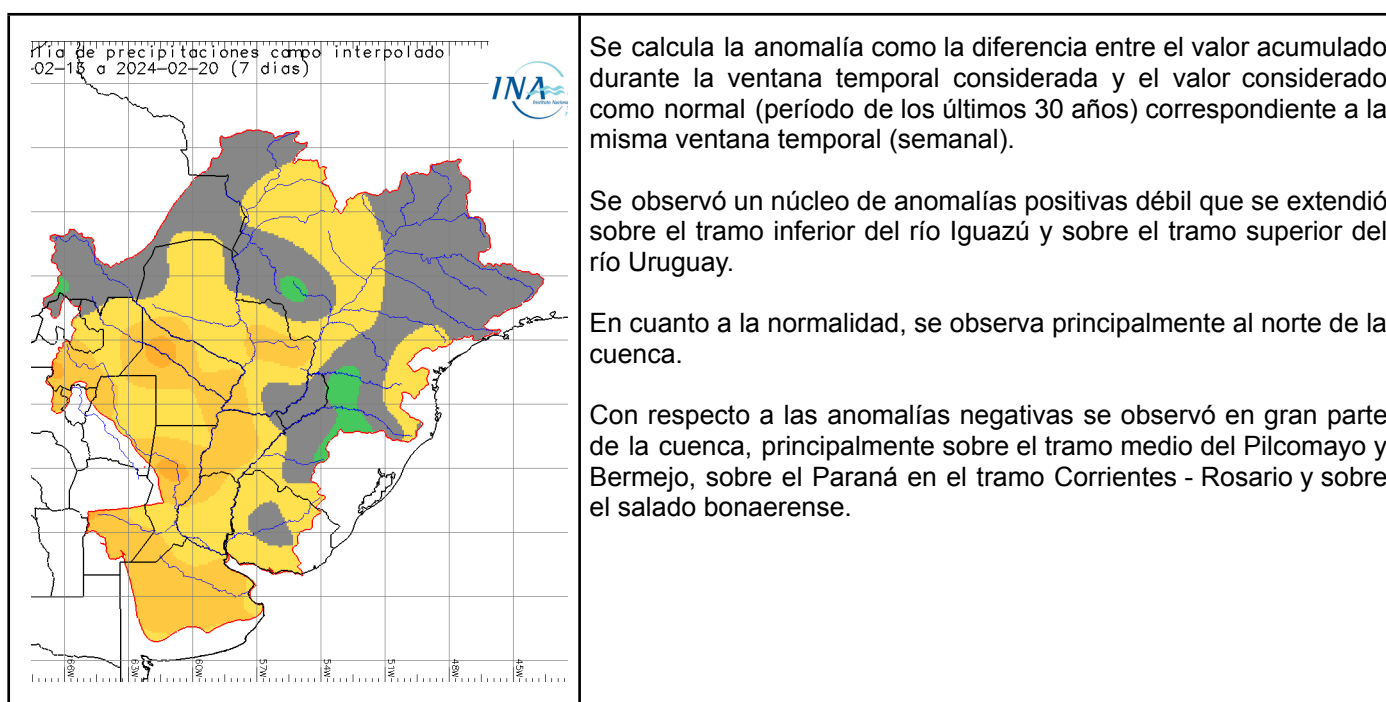 de precipitaciones campo interpolado
02-15 a 2024-02-20 (7 dias)
INA
Instituto Naciona
66W 63W 60W 57W 54W 51W 48W 45W
Se calcula la anomalía como la diferencia entre el valor acumulado
durante la ventana temporal considerada y el valor considerado
como normal (período de los últimos 30 años) correspondiente a la
misma ventana temporal (semanal).
Se observó un núcleo de anomalías positivas débil que se extendió
sobre el tramo inferior del río Iguazú y sobre el tramo superior del
río Uruguay.
En cuanto a la normalidad, se observa principalmente al norte de la
cuenca.
Con respecto a las anomalías negativas se observó en gran parte
de la cuenca, principalmente sobre el tramo medio del Pilcomayo y
Bermejo, sobre el Paraná en el tramo Corrientes - Rosario y sobre
el salado bonaerense.